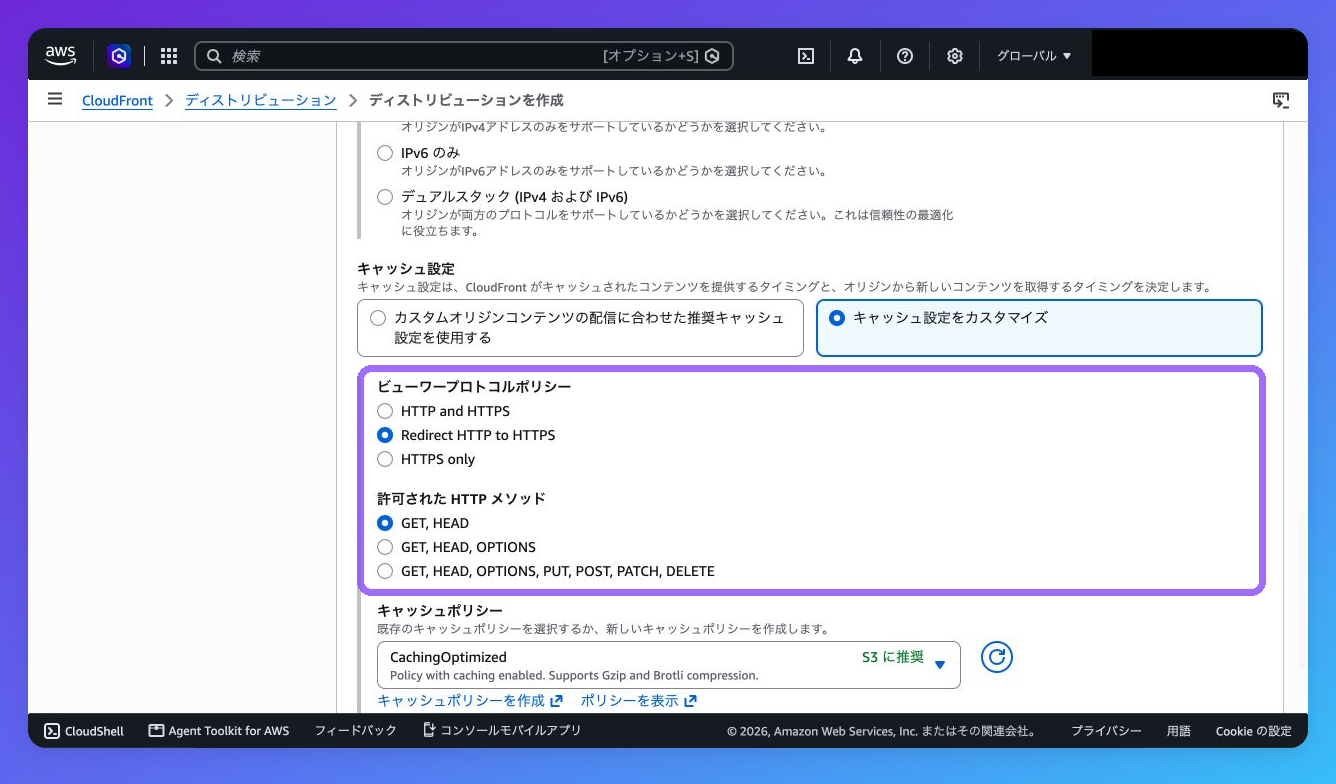 aws
検索
[オプション+S]
グローバル
CloudFront
ディストリビューション
ディストリビューションを作成
オリジンがIPv4アドレスのみをサポートしているかどうかを選択してください。
IPv6 のみ
オリジンがIPv6アドレスのみをサポートしているかどうかを選択してください。
デュアルスタック (IPv4 および IPv6)
オリジンが両方のプロトコルをサポートしているかどうかを選択してください。これは信頼性の最適化
に役立ちます。
キャッシュ設定
キャッシュ設定は、CloudFront がキャッシュされたコンテンツを提供するタイミングと、オリジンから新しいコンテンツを取得するタイミングを決定します。
カスタムオリジンコンテンツの配信に合わせた推奨キャッシュ
設定を使用する
キャッシュ設定をカスタマイズ
ビューワープロトコルポリシー
HTTP and HTTPS
Redirect HTTP to HTTPS
HTTPS only
許可された HTTP メソッド
GET, HEAD
GET, HEAD, OPTIONS
GET, HEAD, OPTIONS, PUT, POST, PATCH, DELETE
キャッシュポリシー
既存のキャッシュポリシーを選択するか、新しいキャッシュポリシーを作成します。
CachingOptimized
S3 に推奨
Policy with caching enabled. Supports Gzip and Brotli compression.
キャッシュポリシーを作成
ポリシーを表示
CloudShell
Agent Toolkit for AWS
フィードバック
コンソールモバイルアプリ
© 2026, Amazon Web Services, Inc. またはその関連会社。
プライバシー
用語
Cookie の設定